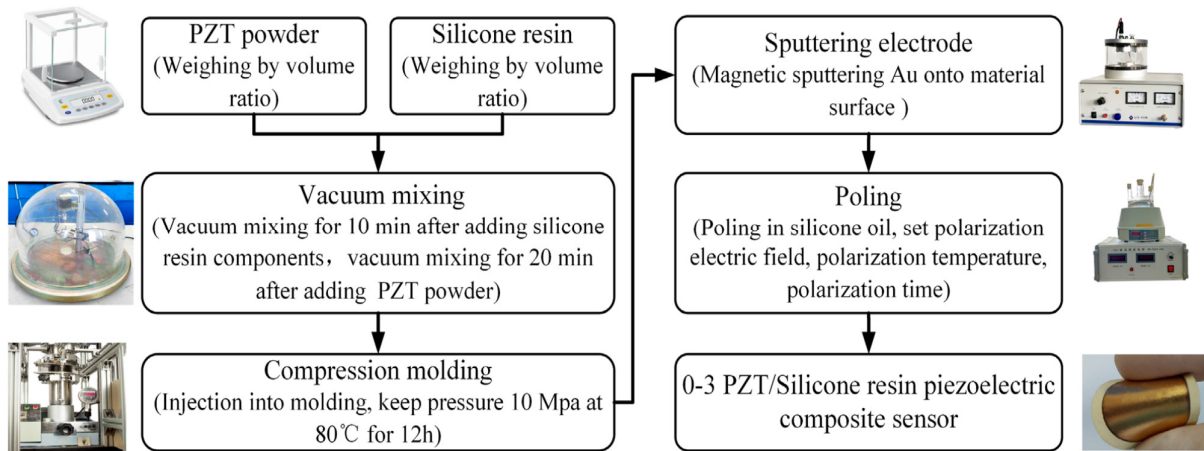 PZT powder
(Weighing by volume
ratio)
Silicone resin
(Weighing by volume
ratio)
Vacuum mixing
(Vacuum mixing for 10 min after adding silicone
resin components，vacuum mixing for 20 min
after adding PZT powder)
Compression molding
(Injection into molding, keep pressure 10 Mpa at
80℃ for 12h)
Sputtering electrode
(Magnetic sputtering Au onto material
surface )
Poling
(Poling in silicone oil, set polarization
electric field, polarization temperature,
polarization time)
0-3 PZT/Silicone resin piezoelectric
composite sensor